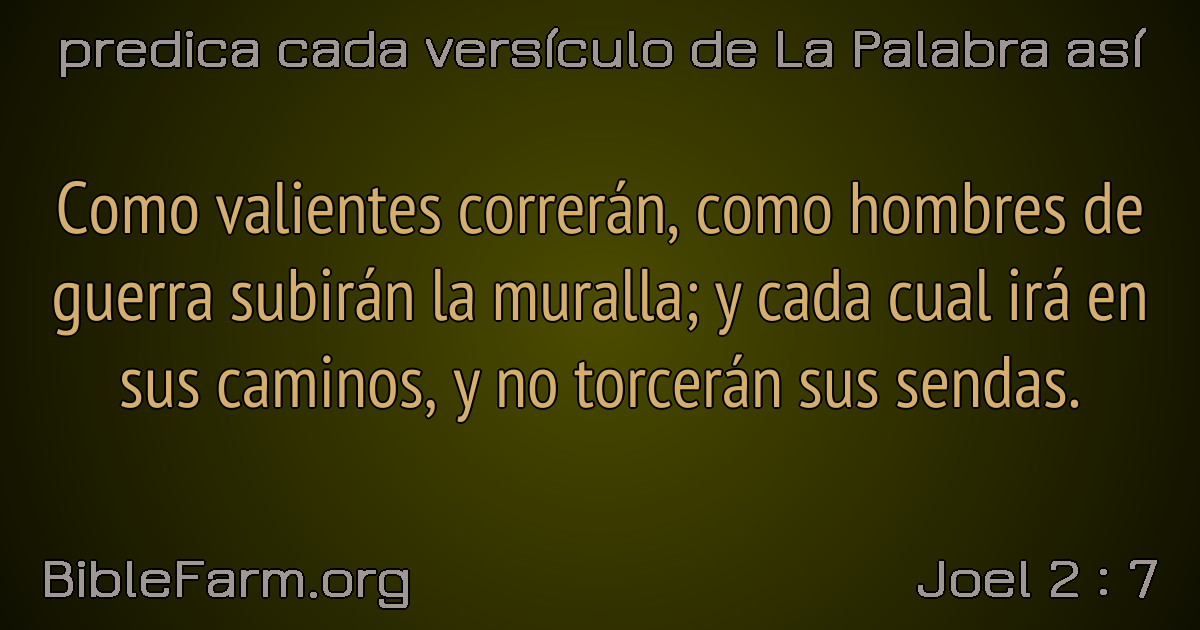 predica cada versículo de La Palabra así
Como valientes correrán, como hombres de
guerra subirán la muralla; y cada cual irá en
sus caminos, y no torcerán sus sendas.
BibleFarm.org
Joel 2 : 7